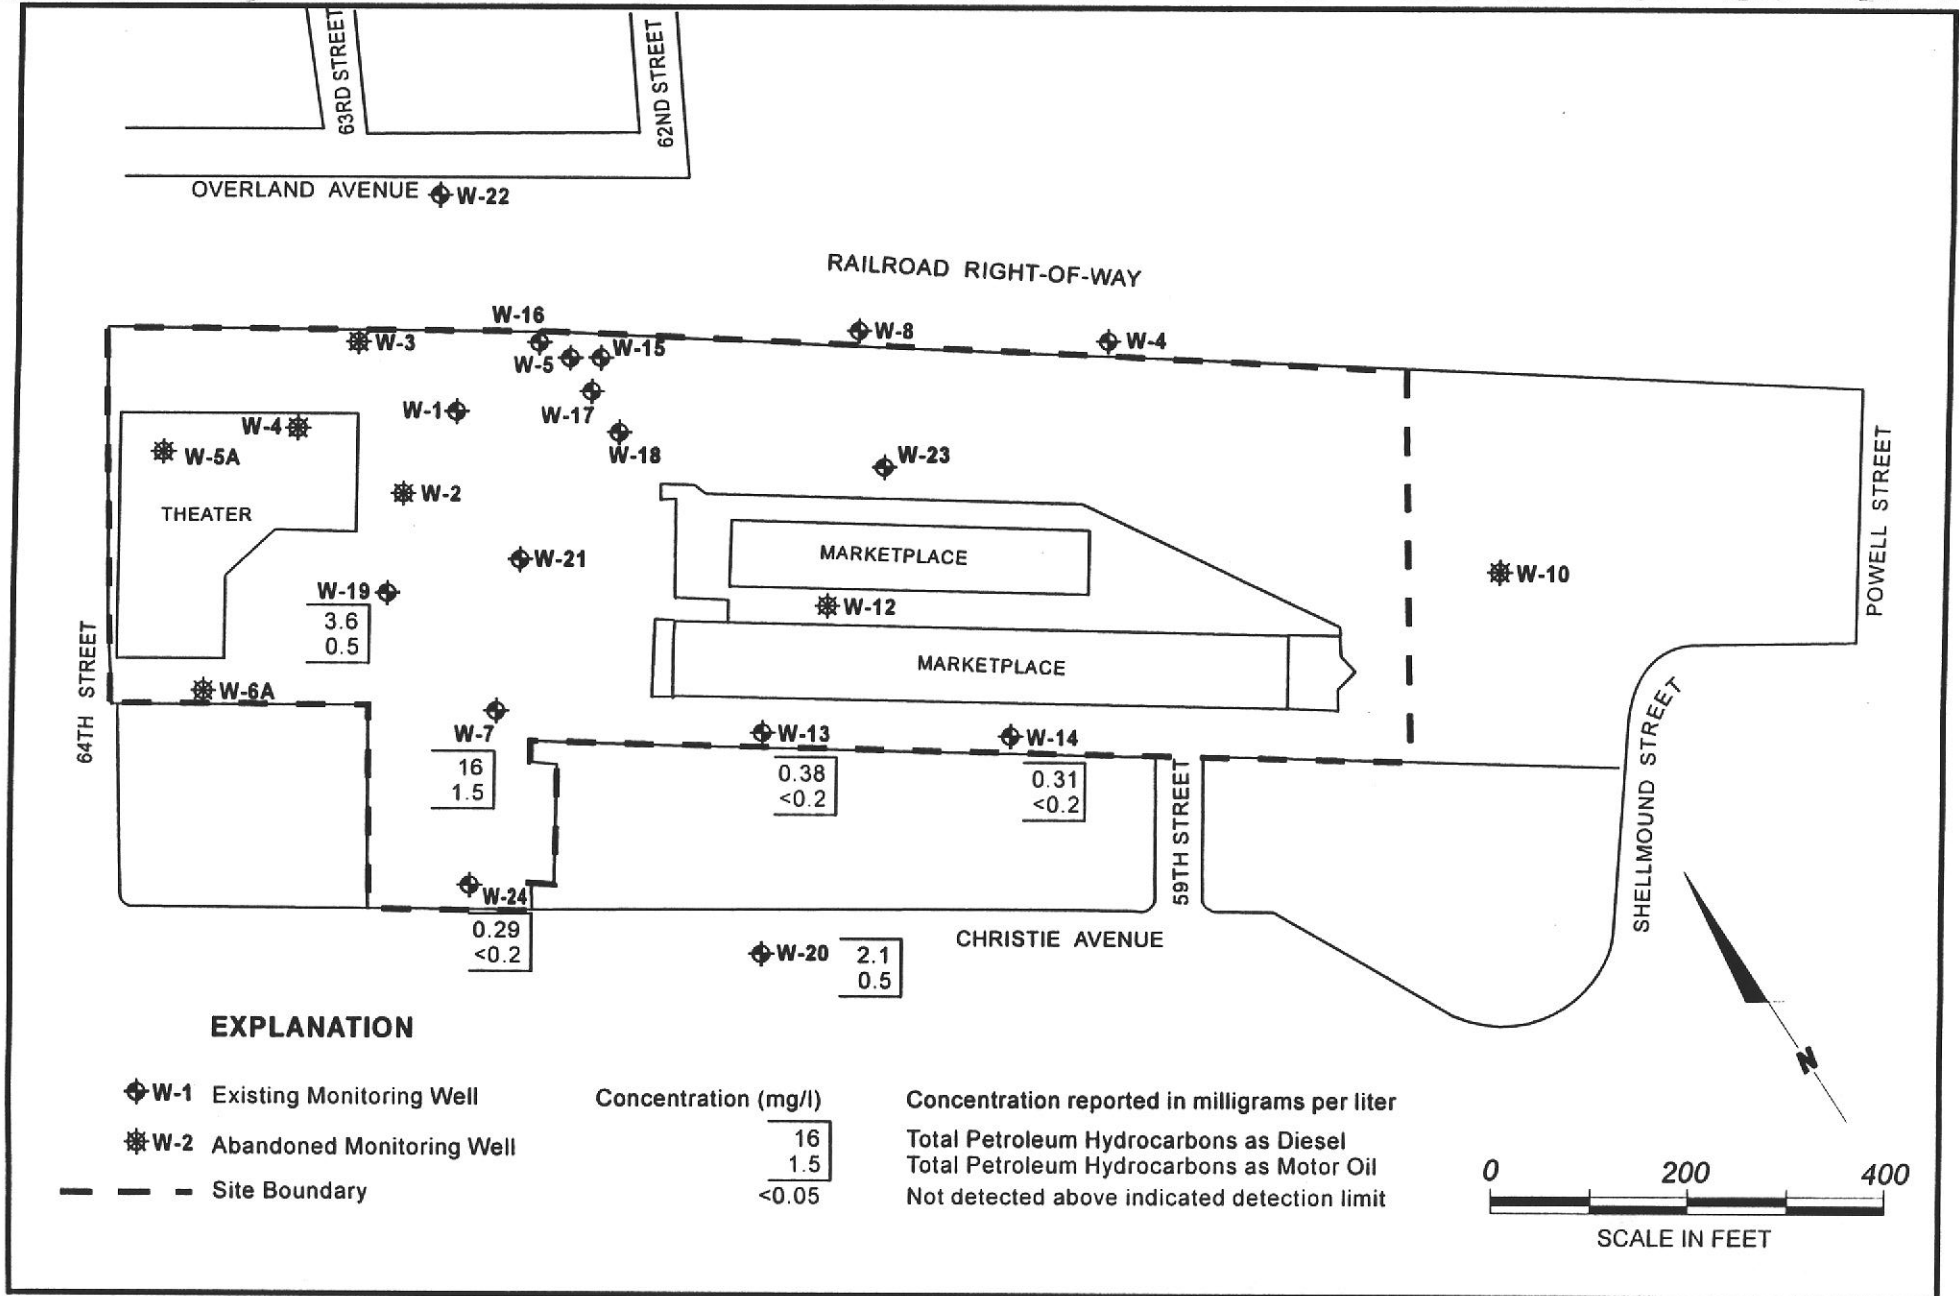 63RD STREET
62ND STREET
OVERLAND AVENUE
W-22
RAILROAD RIGHT-OF-WAY
W-16
W-3
W-8
W-4
W-5
W-15
W-1
W-17
W-4
W-5A
W-18
W-23
W-2
THEATER
W-21
MARKETPLACE
W-10
W-19
3.6
0.5
W-12
MARKETPLACE
POWELL STREET
64TH STREET
W-6A
W-7
16
1.5
W-13
0.38
<0.2
W-14
0.31
<0.2
59TH STREET
SHELLMOUND STREET
W-24
0.29
<0.2
W-20
2.1
0.5
CHRISTIE AVENUE
N
EXPLANATION
W-1 Existing Monitoring Well
W-2 Abandoned Monitoring Well
Site Boundary
Concentration (mg/l)
16
1.5
<0.05
Concentration reported in milligrams per liter
Total Petroleum Hydrocarbons as Diesel
Total Petroleum Hydrocarbons as Motor Oil
Not detected above indicated detection limit
0 200 400
SCALE IN FEET